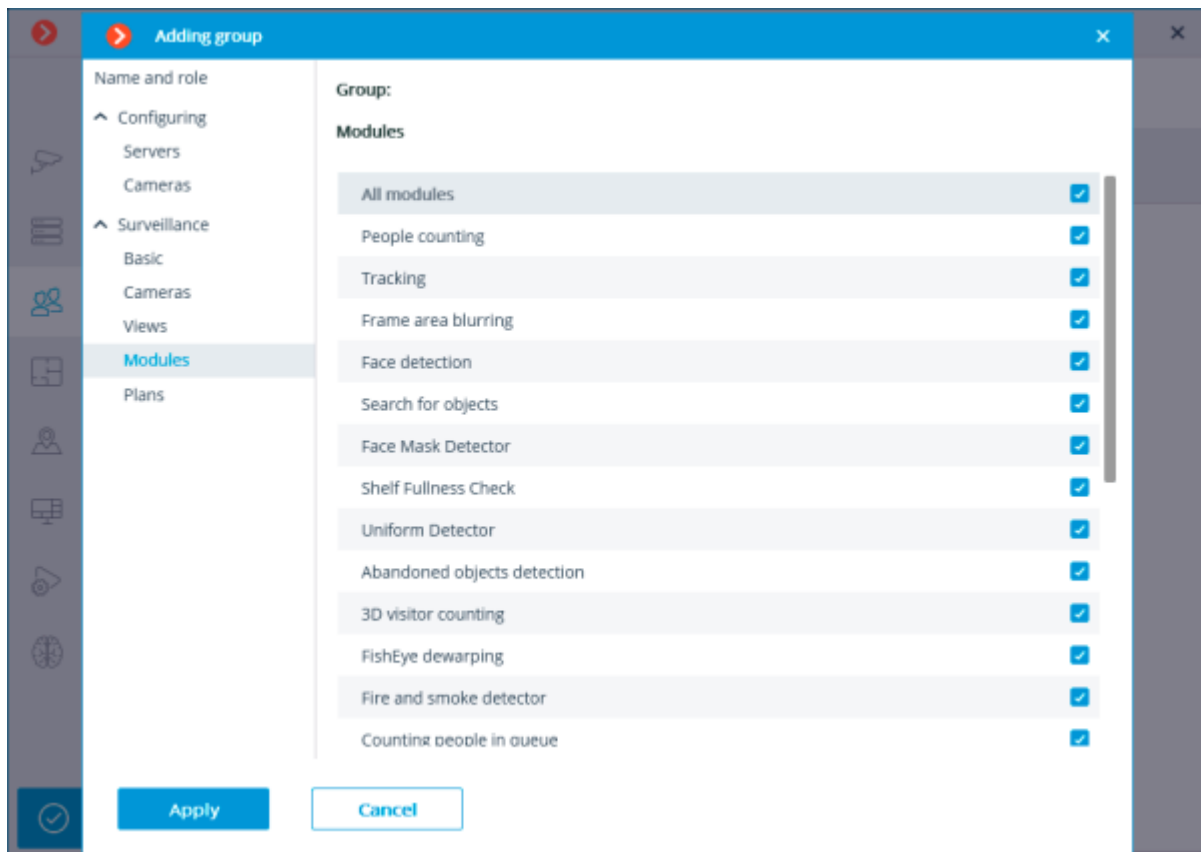 Adding group
Name and role
Configuring
Servers
Cameras
Surveillance
Basic
Cameras
Views
Modules
Plans
Group:
Modules
All modules
People counting
Tracking
Frame area blurring
Face detection
Search for objects
Face Mask Detector
Shelf Fullness Check
Uniform Detector
Abandoned objects detection
3D visitor counting
FishEye dewarping
Fire and smoke detector
Counting people in queue
Apply
Cancel